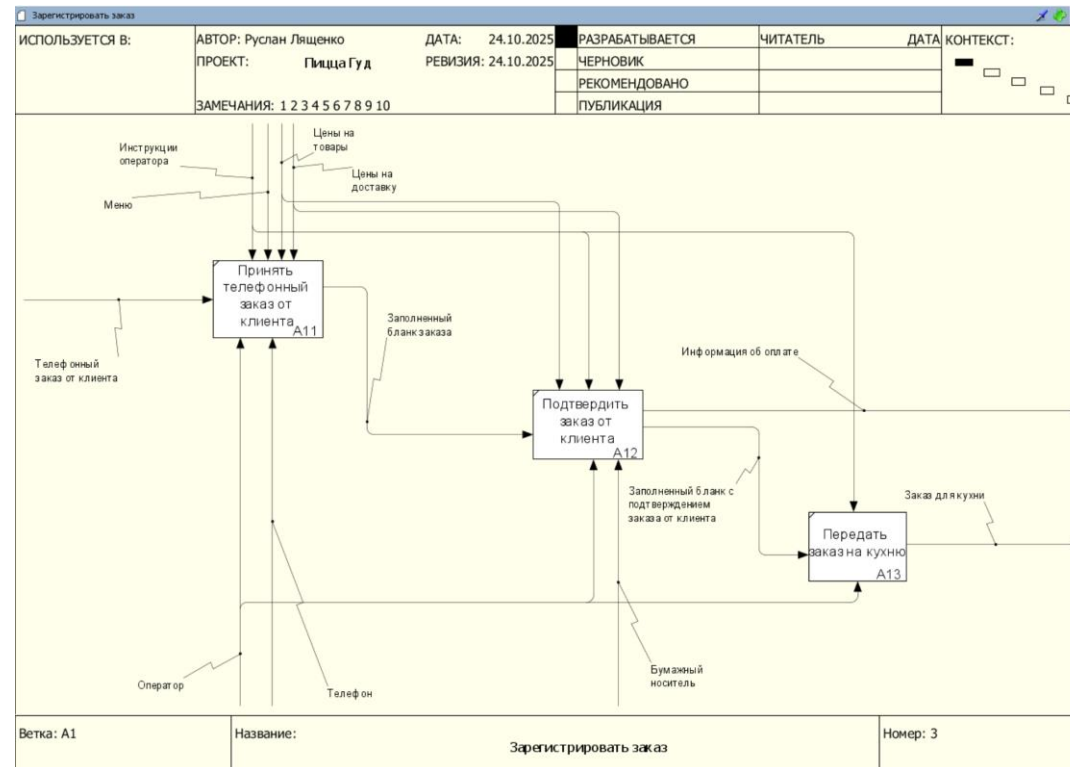 Зарегистрировать заказ
ИСПОЛЬЗУЕТСЯ В:
АВТОР: Руслан Лященко
ДАТА: 24.10.2025
РАЗРАБАТЫВАЕТСЯ
ЧИТАТЕЛЬ
ДАТА
КОНТЕКСТ:
ПРОЕКТ: Пицца Гуд
РЕВИЗИЯ: 24.10.2025
ЧЕРНОВИК
РЕКОМЕНДОВАНО
ЗАМЕЧАНИЯ: 1 2 3 4 5 6 7 8 9 10
ПУБЛИКАЦИЯ
Инструкции
оператора
Меню
Цены на
товары
Цены на
доставку
Принять
телефонный
заказ от
клиента
A11
Телефонный
заказ от клиента
Заполненный
бланк заказа
Информация об оплате
Подтвердить
заказ от
клиента
A12
Заполненный бланк с
подтверждением
заказа от клиента
Заказ для кухни
Передать
заказ на кухню
A13
Оператор
Телефон
Бумажный
носитель
Ветка: A1
Название:
Зарегистрировать заказ
Номер: 3